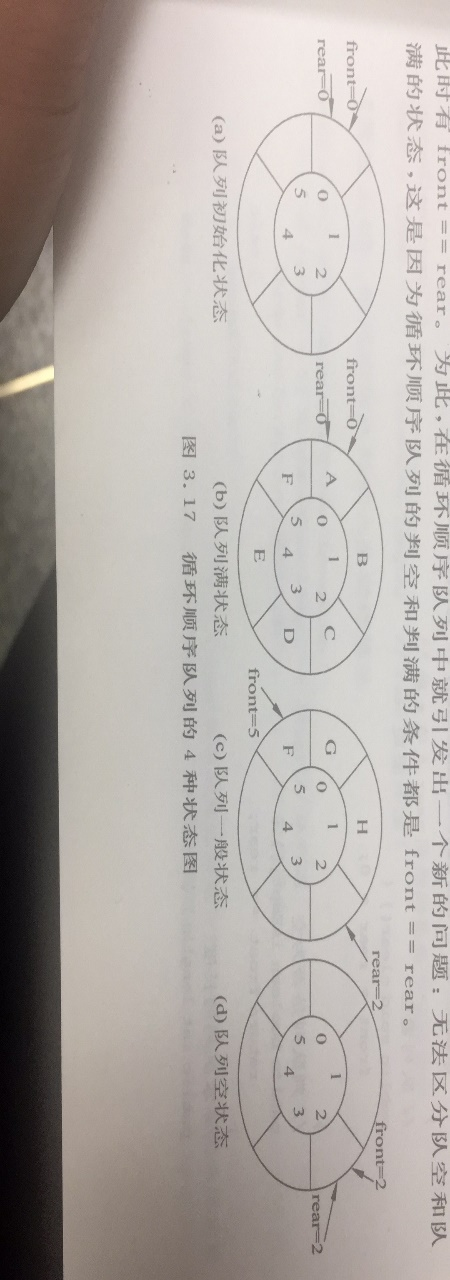 此时有 front == rear。为此,在循环顺序队列中就引发出一个新的问题:无法区分队空和队
满的状态,这是因为循环顺序队列的判空和判满的条件都是 front == rear。
front=0
rear=0
0 1 2 3 4 5
(a) 队列初始化状态
front=0
rear=0
A B C D E F
0 1 2 3 4 5
(b) 队列满状态
front=5
rear=2
G H F
0 1 2 3 4 5
(c) 队列一般状态
front=2
rear=2
0 1 2 3 4 5
(d) 队列空状态
图 3.17 循环顺序队列的 4 种状态图